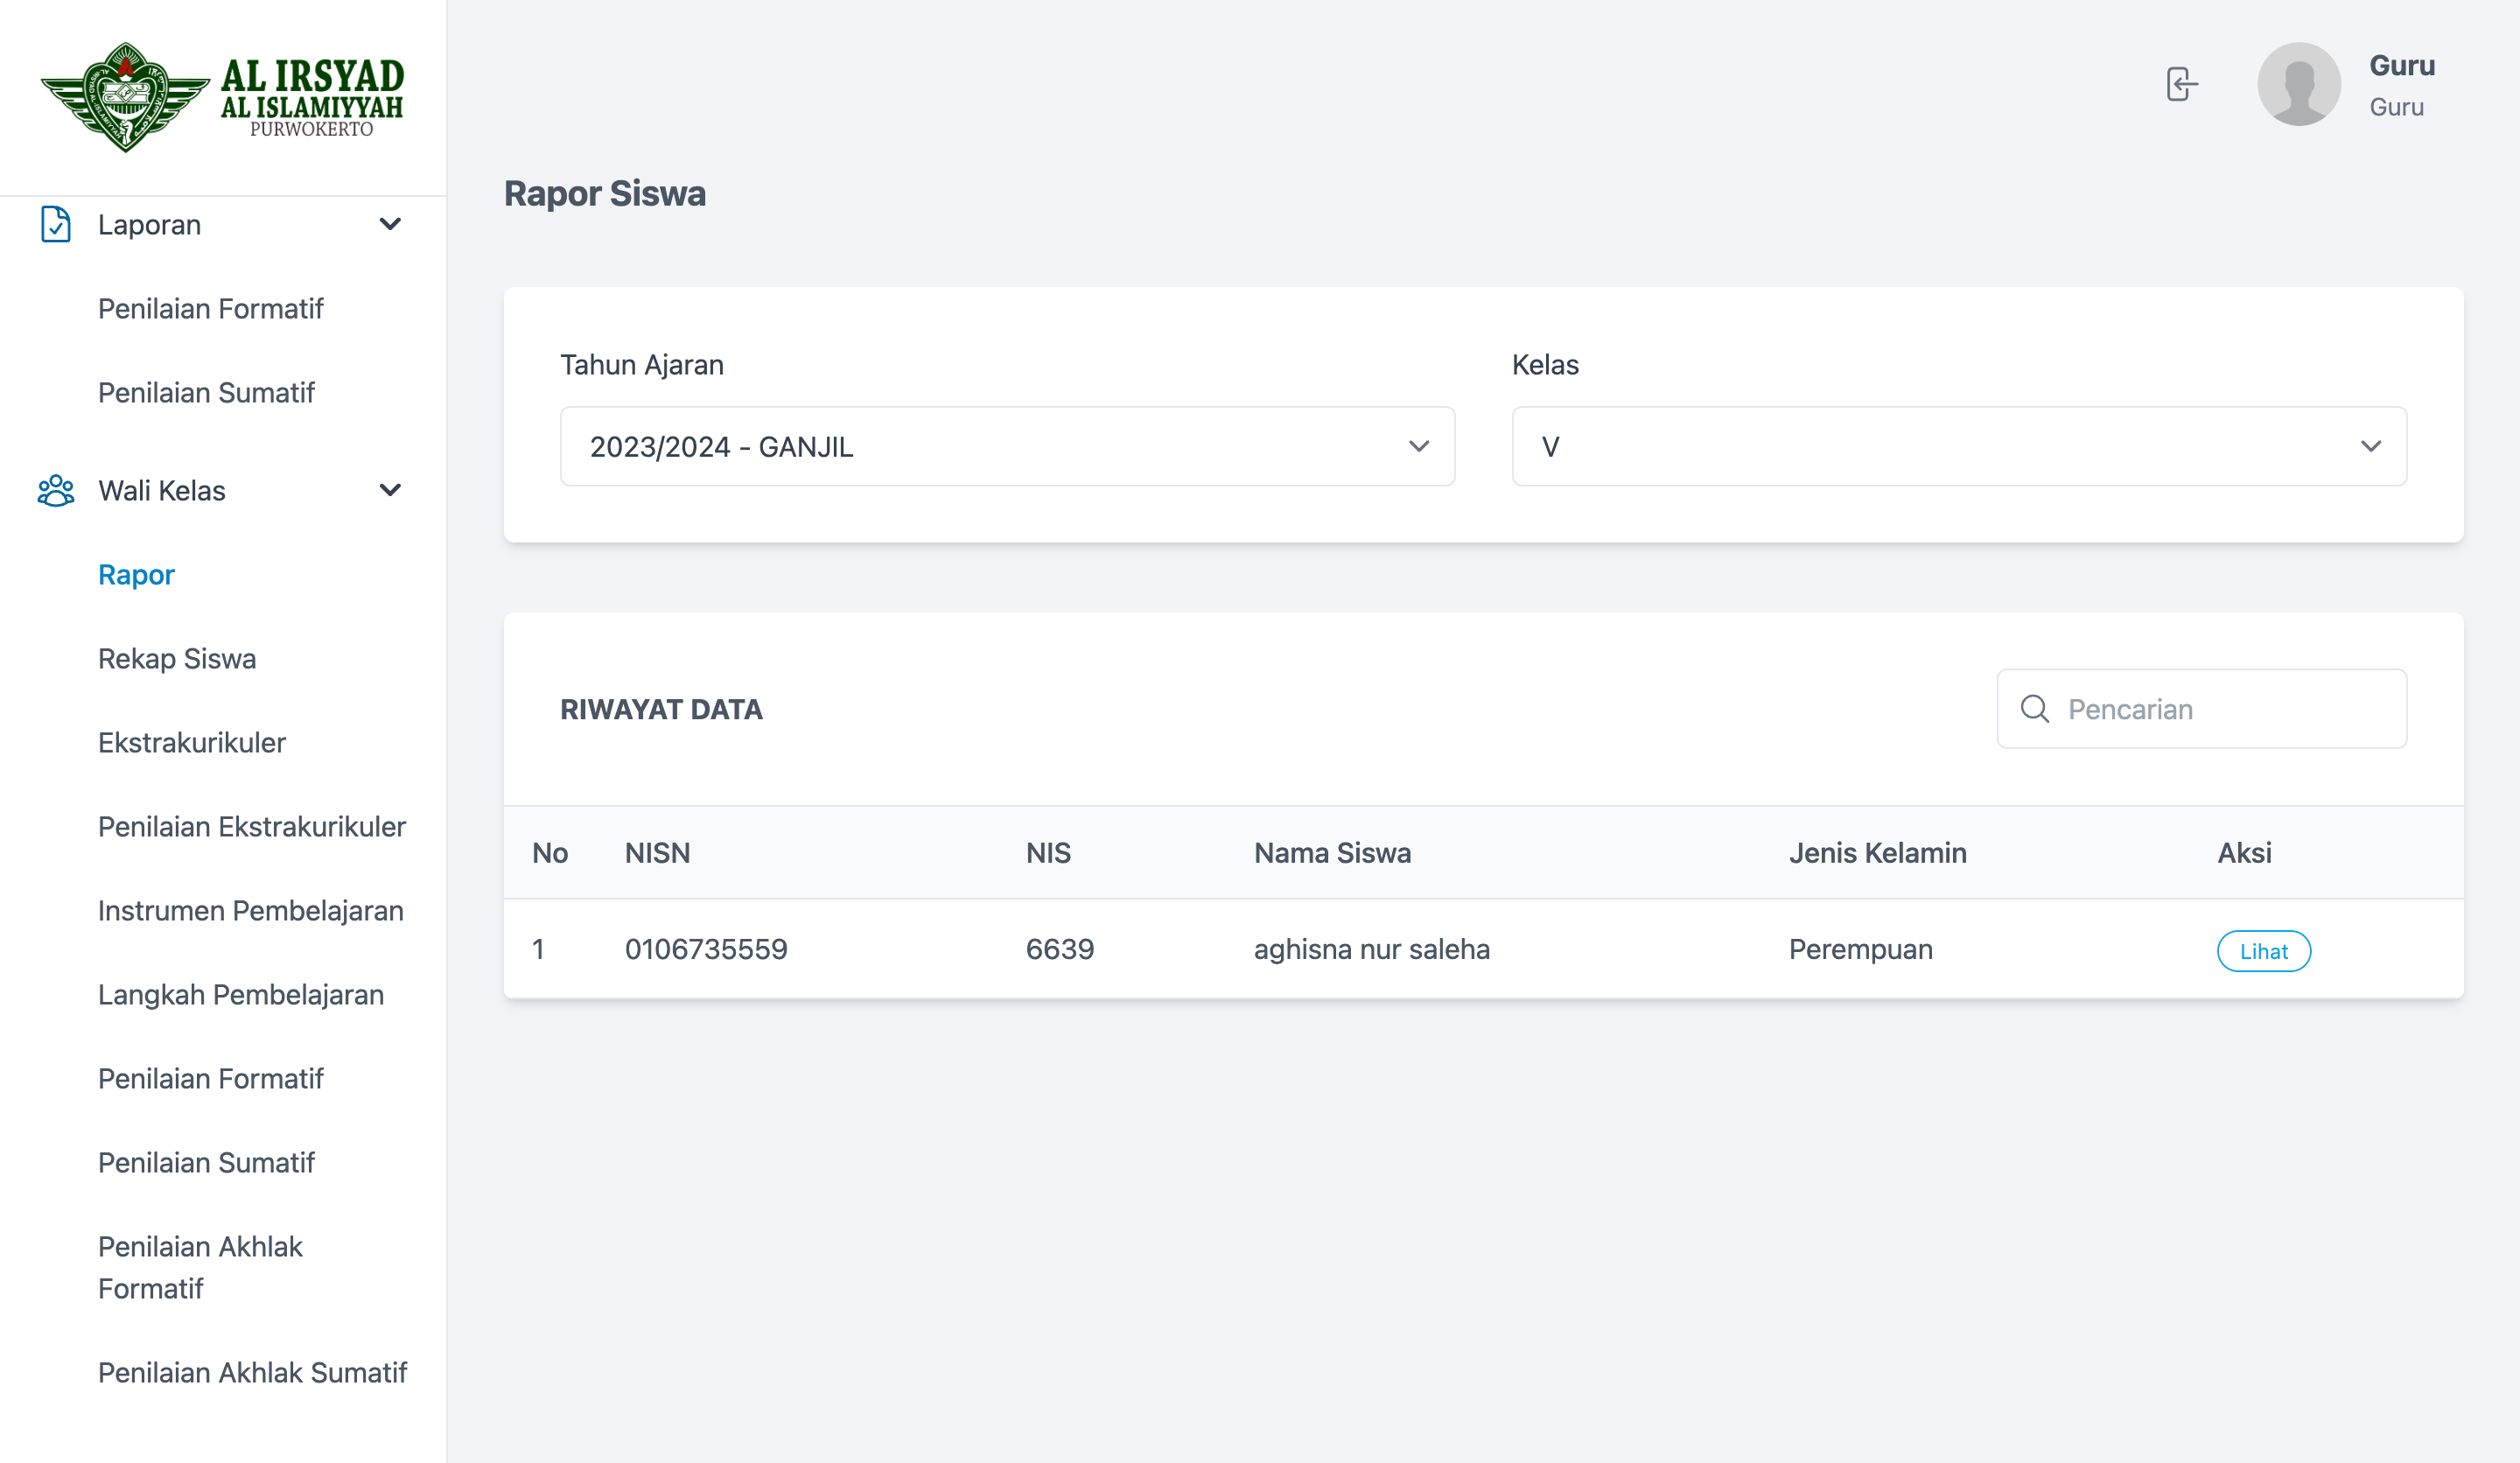 AL IRSYAD
AL ISLAMIYYAH
PURWOKERTO
Guru
Guru
Laporan
Penilaian Formatif
Penilaian Sumatif
Wali Kelas
Rapor
Rekap Siswa
Ekstrakurikuler
Penilaian Ekstrakurikuler
Instrumen Pembelajaran
Langkah Pembelajaran
Penilaian Formatif
Penilaian Sumatif
Penilaian Akhlak
Formatif
Penilaian Akhlak Sumatif
Rapor Siswa
Tahun Ajaran
2023/2024 - GANJIL
Kelas
V
RIWAYAT DATA
Pencarian
No NISN NIS Nama Siswa Jenis Kelamin Aksi
1 0106735559 6639 aghisna nur saleha Perempuan Lihat